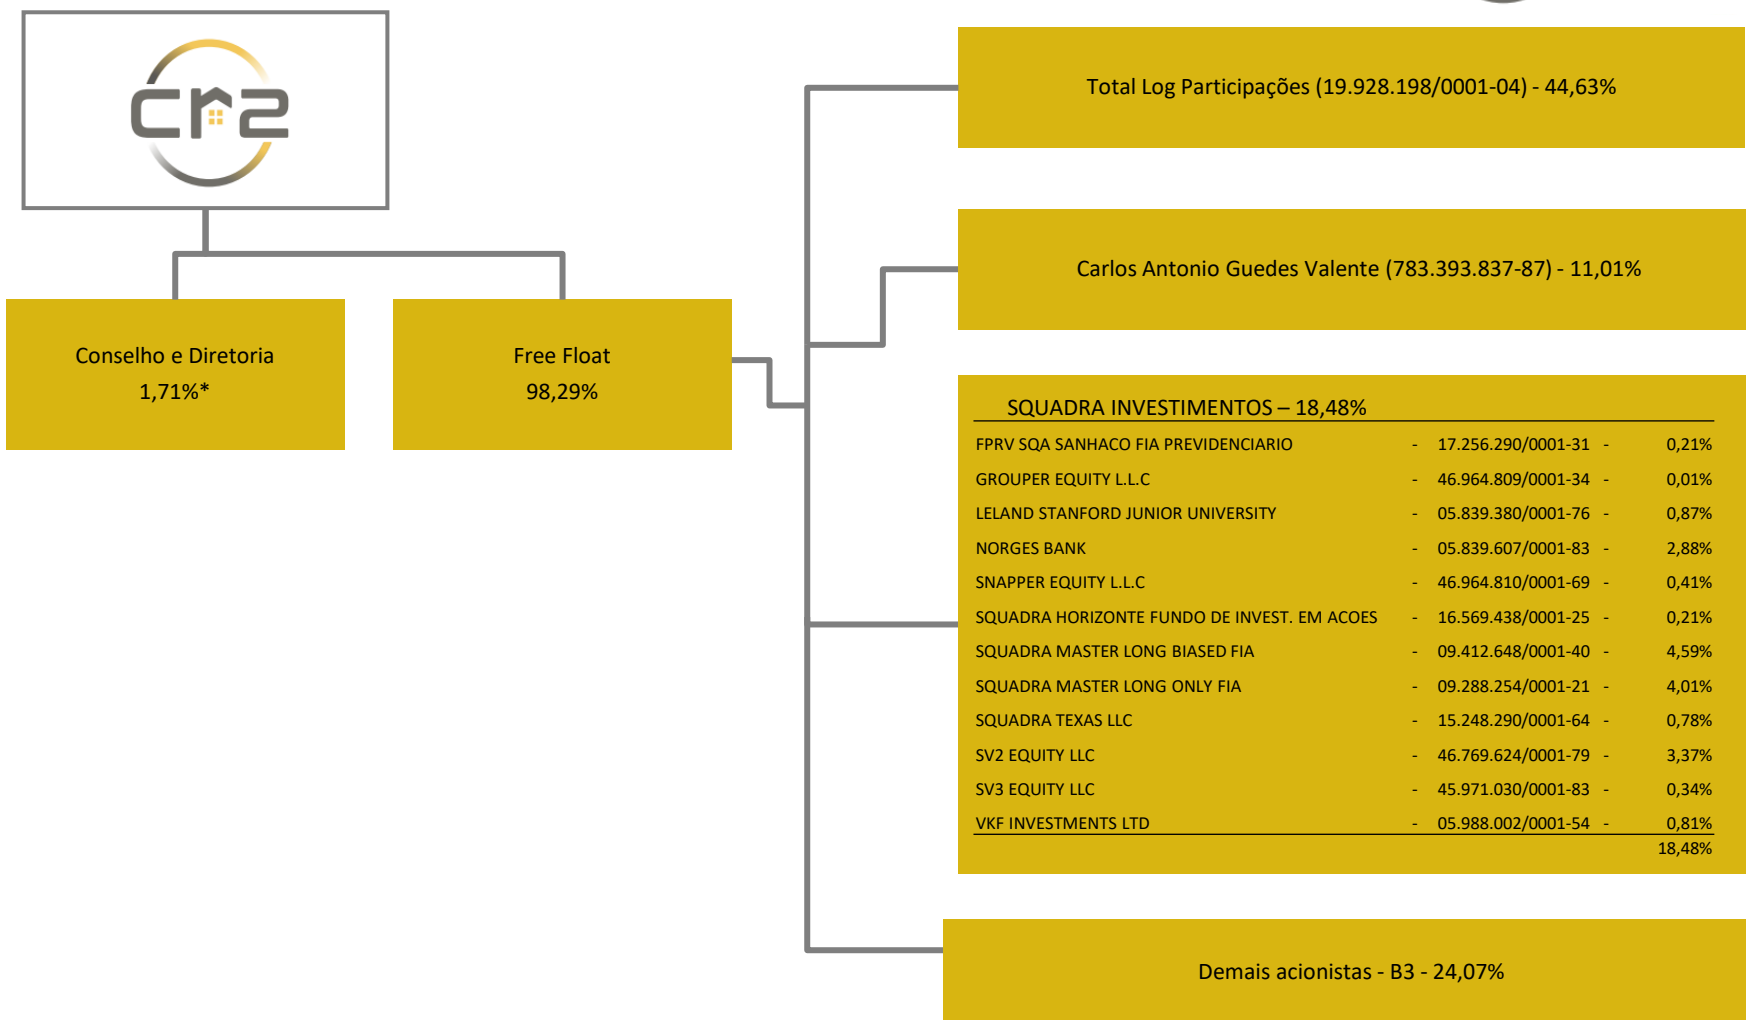 cr2
Conselho e Diretoria
1,71%*
Free Float
98,29%
Total Log Participações (19.928.198/0001-04) - 44,63%
Carlos Antonio Guedes Valente (783.393.837-87) - 11,01%
SQUADRA INVESTIMENTOS – 18,48%
FPRV SQA SANHACO FIA PREVIDENCIARIO - 17.256.290/0001-31 - 0,21%
GROUPER EQUITY L.L.C - 46.964.809/0001-34 - 0,01%
LELAND STANFORD JUNIOR UNIVERSITY - 05.839.380/0001-76 - 0,87%
NORGES BANK - 05.839.607/0001-83 - 2,88%
SNAPPER EQUITY L.L.C - 46.964.810/0001-69 - 0,41%
SQUADRA HORIZONTE FUNDO DE INVEST. EM ACOES - 16.569.438/0001-25 - 0,21%
SQUADRA MASTER LONG BIASED FIA - 09.412.648/0001-40 - 4,59%
SQUADRA MASTER LONG ONLY FIA - 09.288.254/0001-21 - 4,01%
SQUADRA TEXAS LLC - 15.248.290/0001-64 - 0,78%
SV2 EQUITY LLC - 46.769.624/0001-79 - 3,37%
SV3 EQUITY LLC - 45.971.030/0001-83 - 0,34%
VKF INVESTMENTS LTD - 05.988.002/0001-54 - 0,81%
18,48%
Demais acionistas - B3 - 24,07%